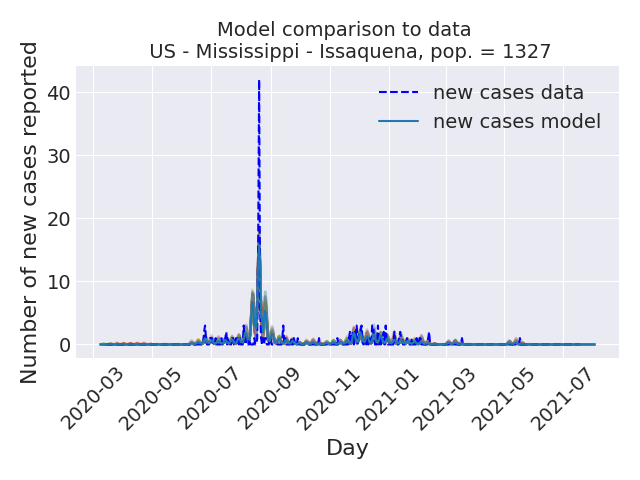 Model comparison to data
US - Mississippi - Issaquena, pop. = 1327
Number of new cases reported
40
30
20
10
0
new cases data
new cases model
2020-03
2020-05
2020-07
2020-09
2020-11
2021-01
2021-03
2021-05
2021-07
Day